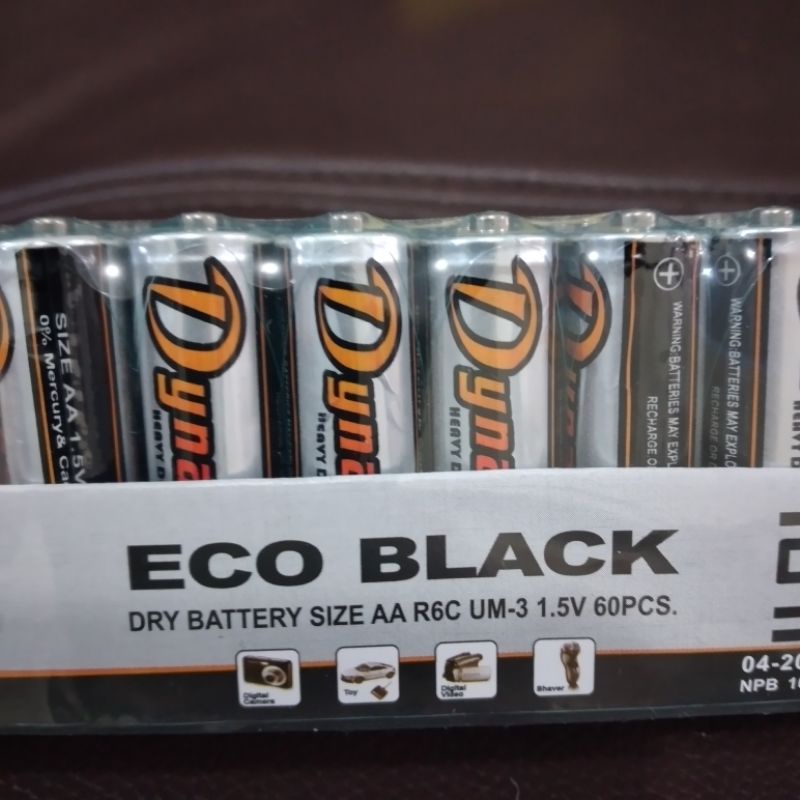 SIZE AA 1.5V
0% Mercury& Ca
Dyna
HEAVY D
Dyna
HEAVY D
Dyna
HEAVY D
WARNING:BATTERIES MAY EXPL
RECHARGE O
WARNING:BATTERIES MAY EXPLO
RECHARGE OR
ECO BLACK
DRY BATTERY SIZE AA R6C UM-3 1.5V 60PCS.
Digital
Camera
Toy
Digital
Video
Shaver
04-20
NPB 10